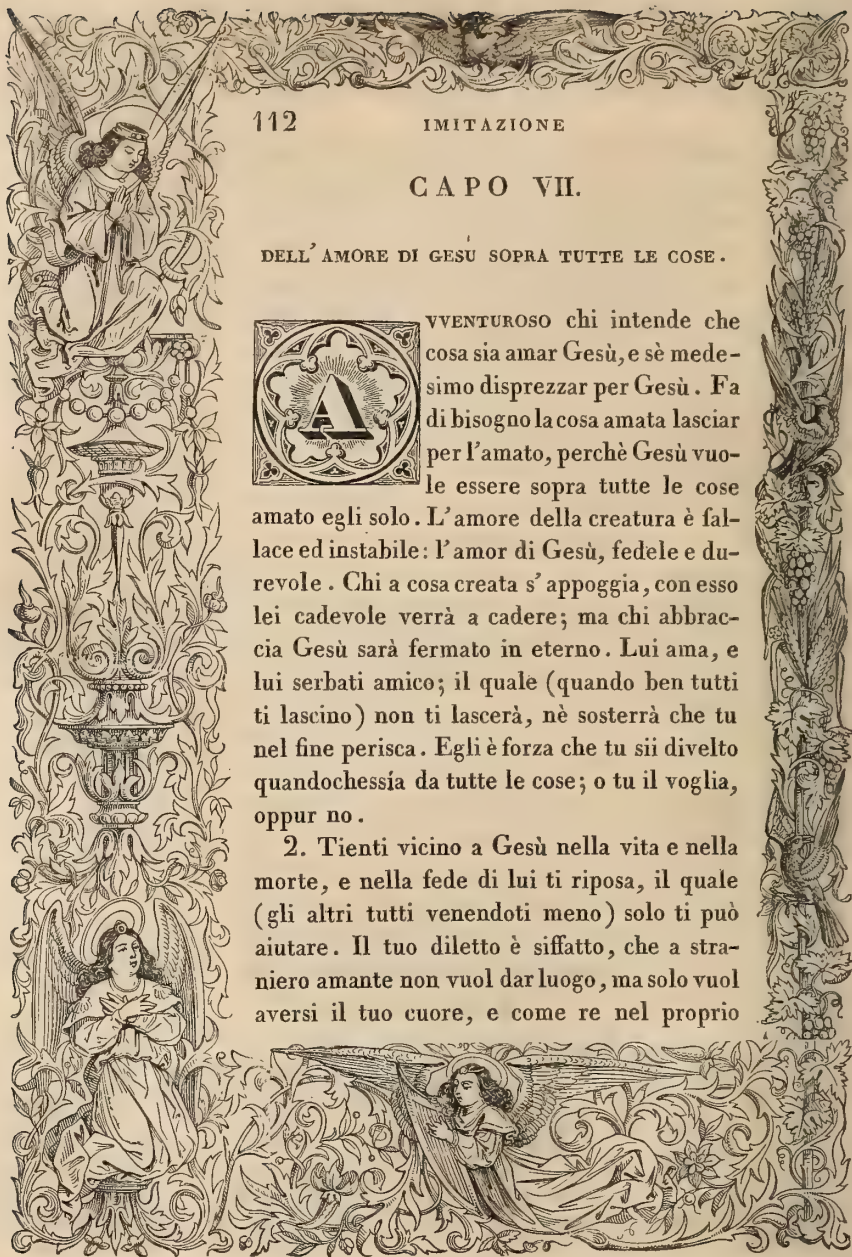 112 IMITAZIONE
CAPO VII.
DELL' AMORE DI GESÙ SOPRA TUTTE LE COSE.
AVVENTUROSO chi intende che
cosa sia amar Gesù, e sè mede-
simo disprezzar per Gesù. Fa
di bisogno la cosa amata lasciar
per l'amato, perchè Gesù vuo-
le essere sopra tutte le cose
amato egli solo. L'amore della creatura è fal-
lace ed instabile: l'amor di Gesù, fedele e du-
revole. Chi a cosa creata s'appoggia, con esso
lei cadevole verrà a cadere; ma chi abbrac-
cia Gesù sarà fermato in eterno. Lui ama, e
lui serbati amico; il quale (quando ben tutti
ti lascino) non ti lascerà, nè sosterrà che tu
nel fine perisca. Egli è forza che tu sii divelto
quandochessía da tutte le cose; o tu il voglia,
oppur no.
2. Tienti vicino a Gesù nella vita e nella
morte, e nella fede di lui ti riposa, il quale
(gli altri tutti venendoti meno) solo ti può
aiutare. Il tuo diletto è siffatto, che a stra-
niero amante non vuol dar luogo, ma solo vuol
aversi il tuo cuore, e come re nel proprio